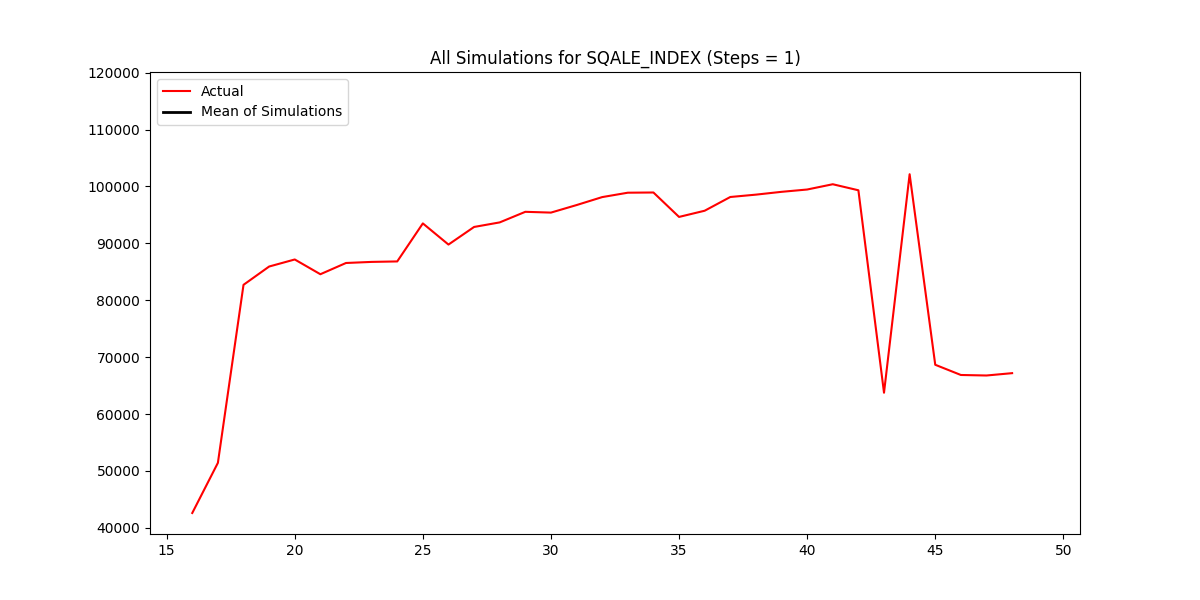 All Simulations for SQALE_INDEX (Steps = 1)
120000
110000
100000
90000
80000
70000
60000
50000
40000
Actual
Mean of Simulations
15 20 25 30 35 40 45 50